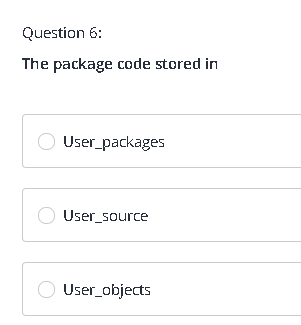 Question 6:
The package code stored in
User_packages
User_source
User_objects